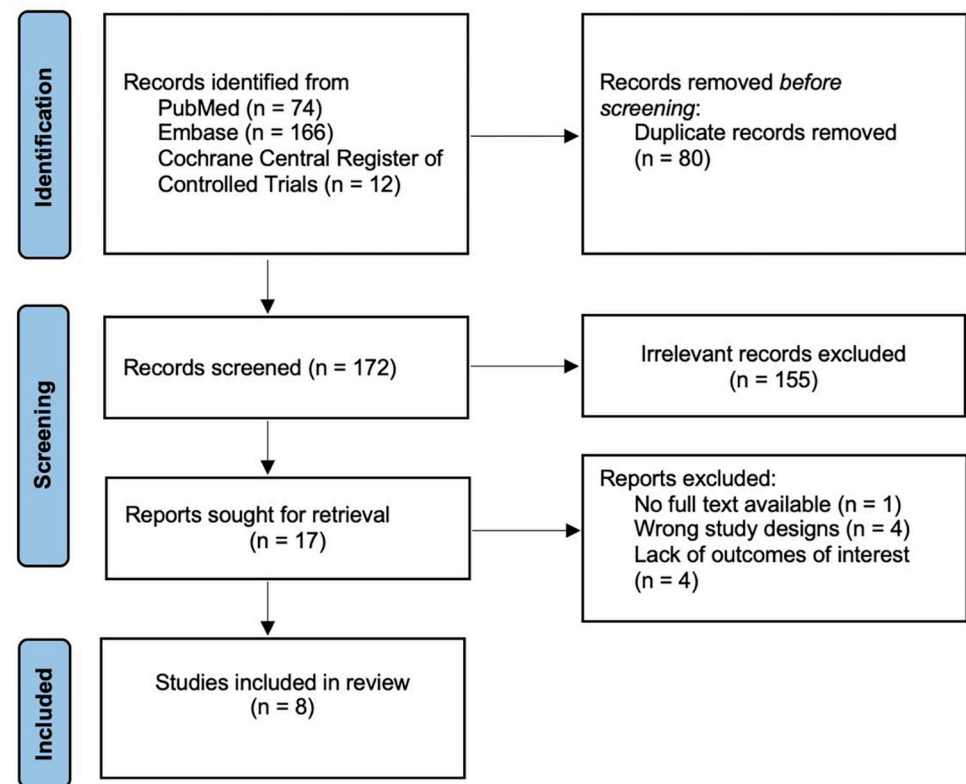 Identification
Records identified from
PubMed (n = 74)
Embase (n = 166)
Cochrane Central Register of
Controlled Trials (n = 12)
Records removed before
screening:
Duplicate records removed
(n = 80)
Screening
Records screened (n = 172)
Irrelevant records excluded
(n = 155)
Reports sought for retrieval
(n = 17)
Reports excluded:
No full text available (n = 1)
Wrong study designs (n = 4)
Lack of outcomes of interest
(n = 4)
Included
Studies included in review
(n = 8)